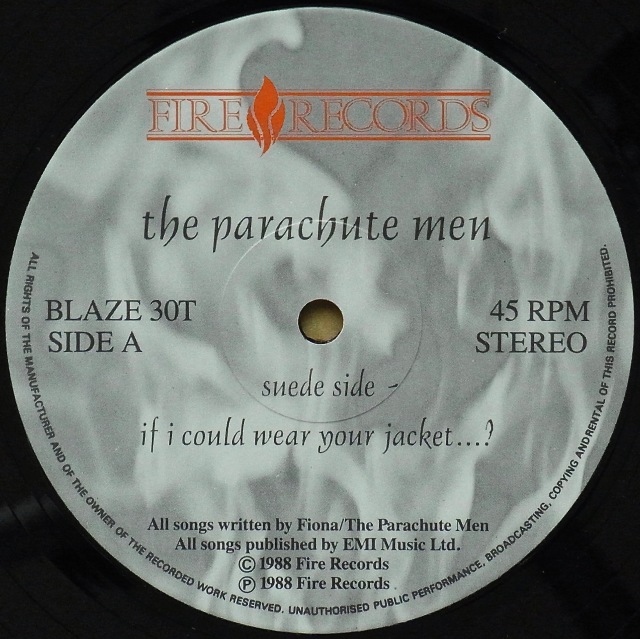 FIRE RECORDS
the parachute men
BLAZE 30T
SIDE A
45 RPM
STEREO
suede side -
if i could wear your jacket...?
All songs written by Fiona/The Parachute Men
All songs published by EMI Music Ltd.
© 1988 Fire Records
℗ 1988 Fire Records
ALL RIGHTS OF THE MANUFACTURER AND OF THE OWNER OF THE RECORDED WORK RESERVED. UNAUTHORISED PUBLIC PERFORMANCE, BROADCASTING, COPYING AND RENTAL OF THIS RECORD PROHIBITED.